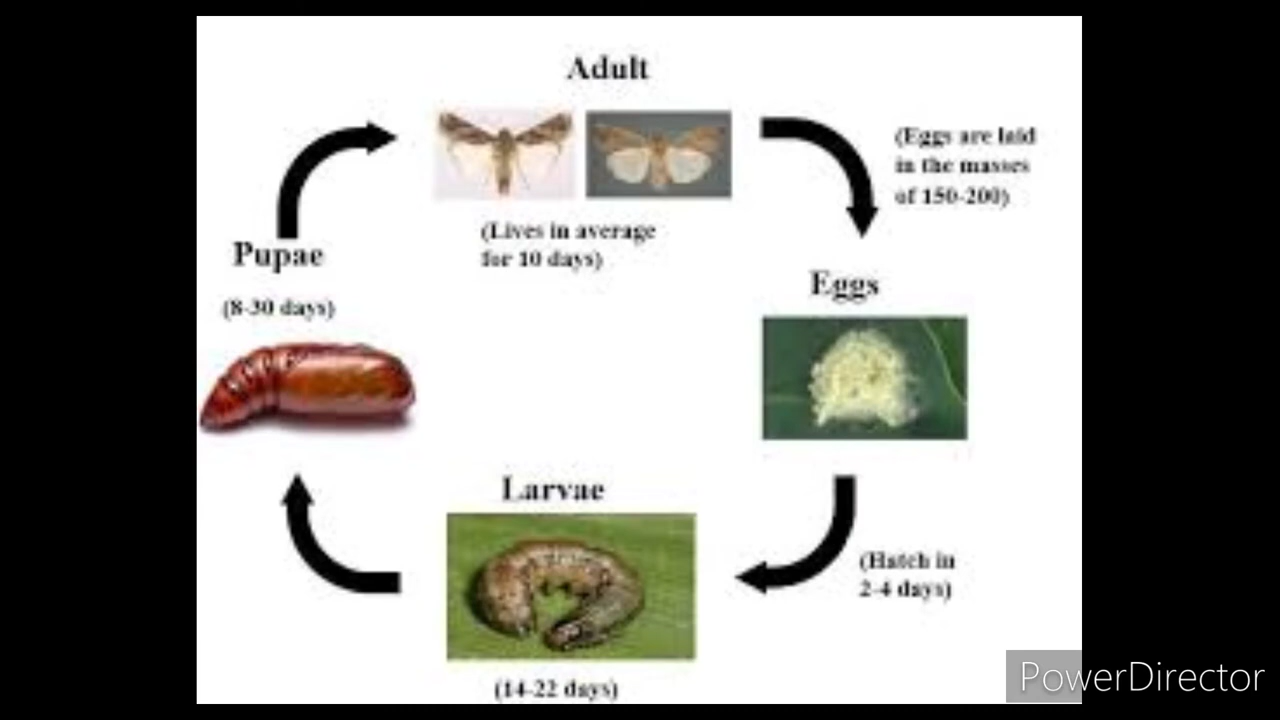 Adult
(Eggs are laid
in the masses
of 150-200)
(Lives in average
for 10 days)
Pupae
(8-30 days)
Eggs
Larvae
(Hatch in
2-4 days)
(14-22 days)
PowerDirector